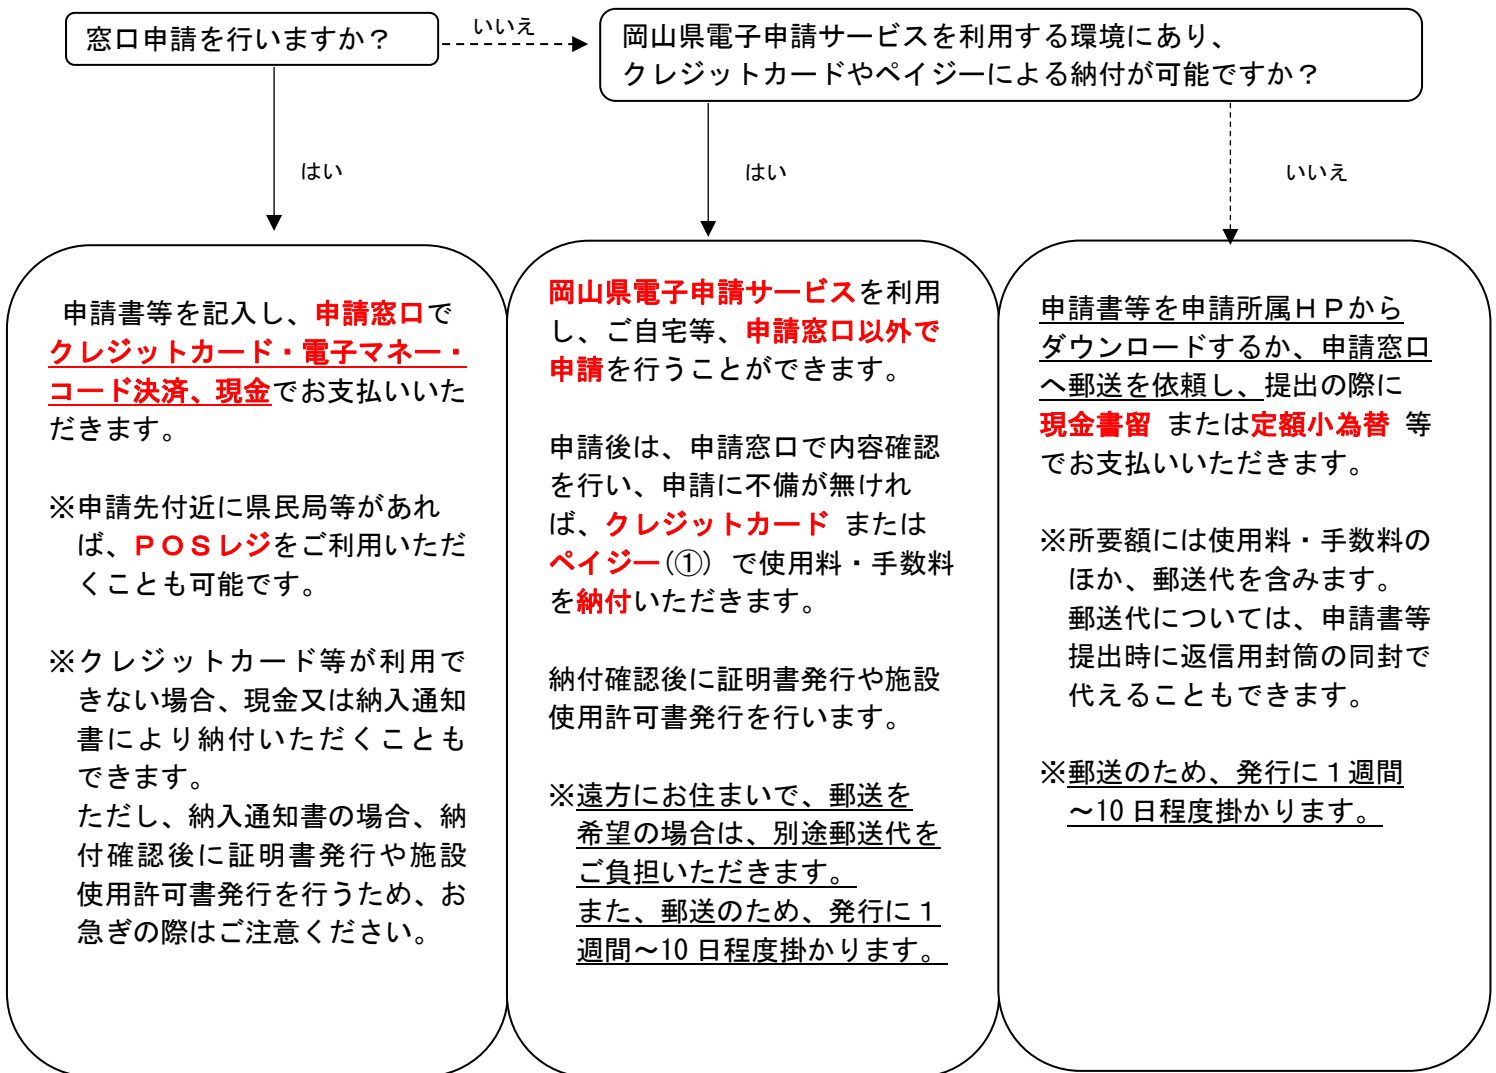 窓口申請を行いますか？
いいえ
岡山県電子申請サービスを利用する環境にあり、
クレジットカードやペイジーによる納付が可能ですか？
はい
はい
いいえ
申請書等を記入し、申請窓口で
クレジットカード・電子マネー・
コード決済、現金でお支払いいた
だきます。
※申請先付近に県民局等があれ
ば、ＰＯＳレジをご利用いただ
くことも可能です。
※クレジットカード等が利用で
きない場合、現金又は納入通知
書により納付いただくことも
できます。
ただし、納入通知書の場合、納
付確認後に証明書発行や施設
使用許可書発行を行うため、お
急ぎの際はご注意ください。
岡山県電子申請サービスを利用
し、ご自宅等、申請窓口以外で
申請を行うことができます。
申請後は、申請窓口で内容確認
を行い、申請に不備が無けれ
ば、クレジットカード または
ペイジー(①) で使用料・手数料
を納付いただきます。
納付確認後に証明書発行や施設
使用許可書発行を行います。
※遠方にお住まいで、郵送を
希望の場合は、別途郵送代を
ご負担いただきます。
また、郵送のため、発行に１
週間～10 日程度掛かります。
申請書等を申請所属ＨＰから
ダウンロードするか、申請窓口
へ郵送を依頼し、提出の際に
現金書留 または定額小為替 等
でお支払いいただきます。
※所要額には使用料・手数料の
ほか、郵送代を含みます。
郵送代については、申請書等
提出時に返信用封筒の同封で
代えることもできます。
※郵送のため、発行に１週間
～10 日程度掛かります。